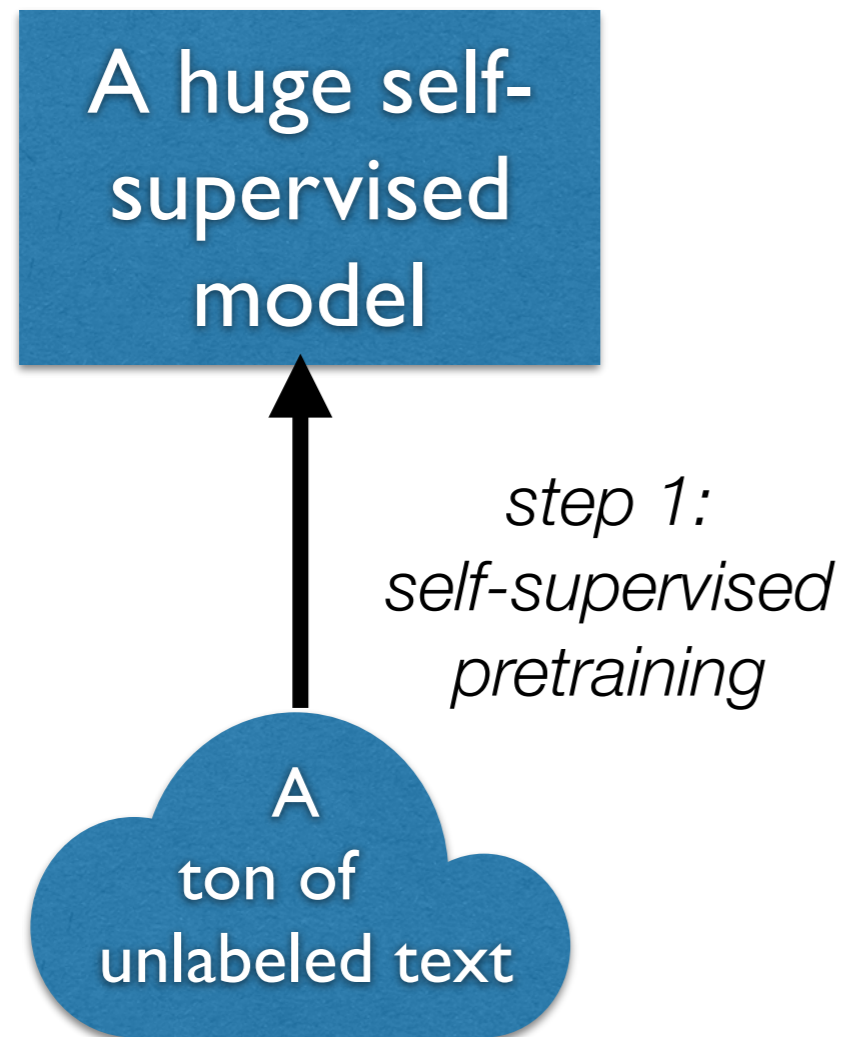 A huge self-
supervised
model
step 1:
self-supervised
pretraining
A
ton of
unlabeled text